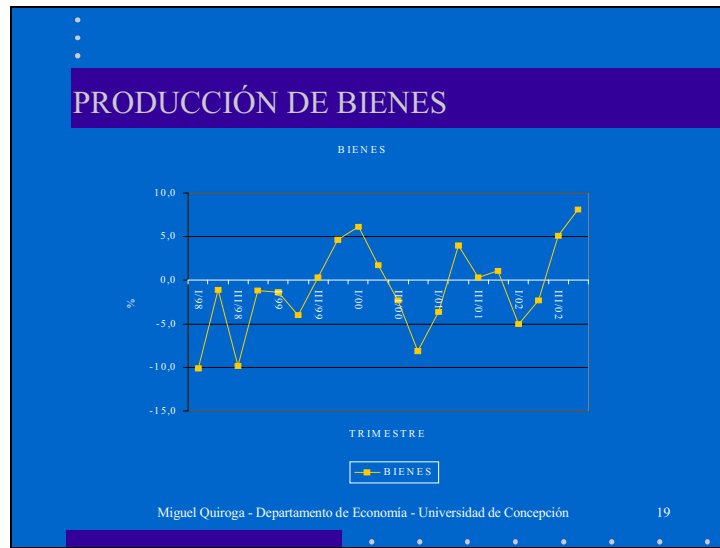 PRODUCCIÓN DE BIENES
BIENES
10,0
5,0
0,0
-5,0
-10,0
-15,0
%
I/98
III/98
I/99
III/99
I/00
III/00
I/01
III/01
I/02
III/02
TRIMESTRE
BIENES
Miguel Quiroga - Departamento de Economía - Universidad de Concepción 19